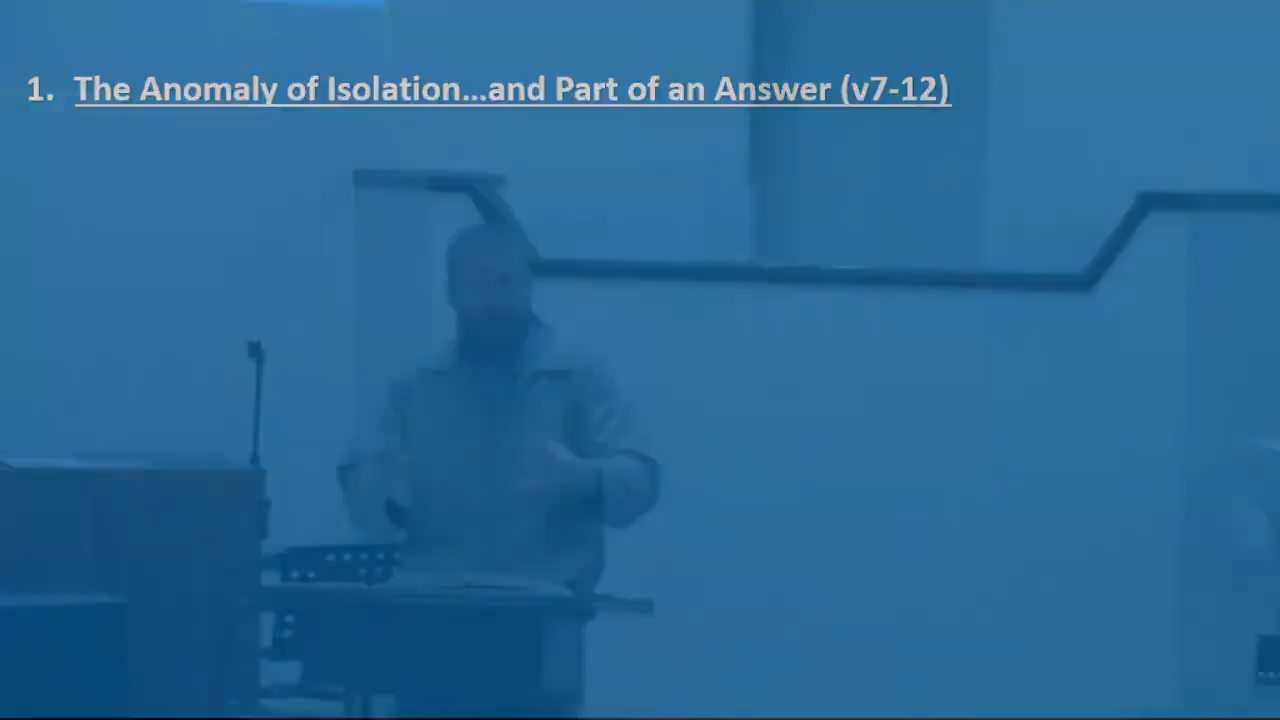 1. The Anomaly of Isolation...and Part of an Answer (v7-12)